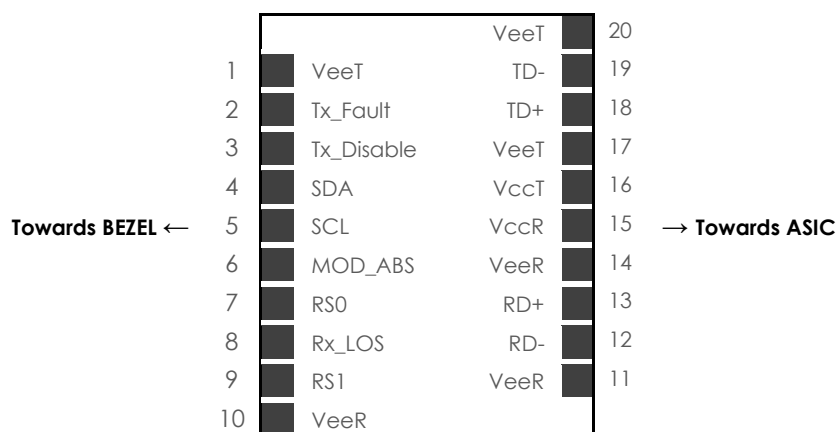 VeeT 20
1 VeeT TD- 19
2 Tx_Fault TD+ 18
3 Tx_Disable VeeT 17
4 SDA VccT 16
Towards BEZEL ← 5 SCL VccR 15 → Towards ASIC
6 MOD_ABS VeeR 14
7 RS0 RD+ 13
8 Rx_LOS RD- 12
9 RS1 VeeR 11
10 VeeR